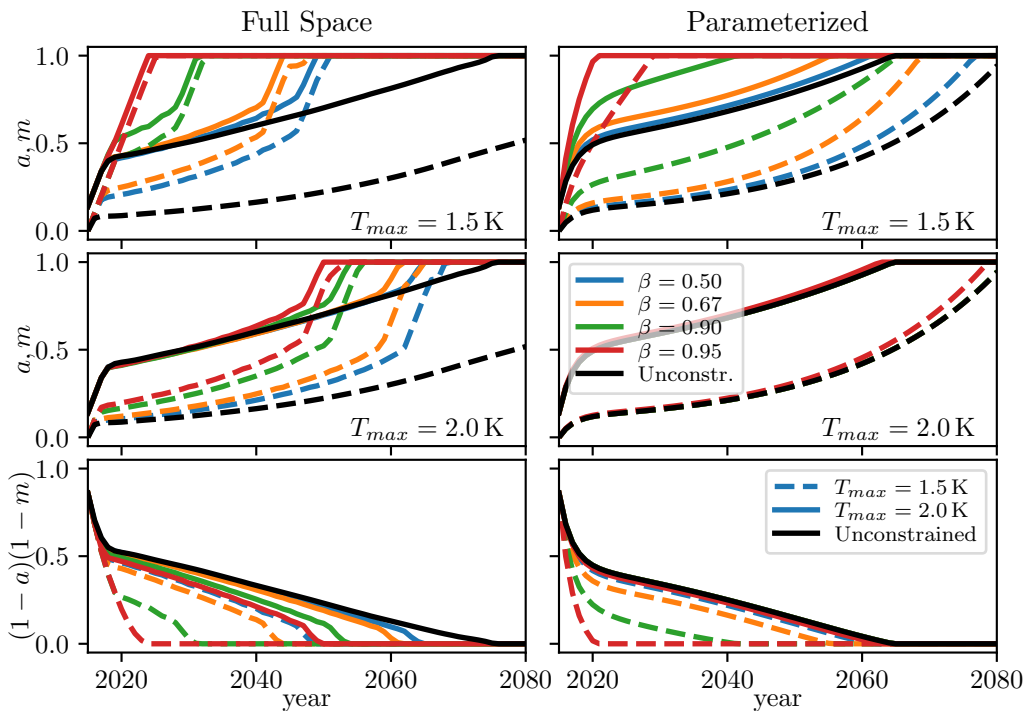 Full Space
Parameterized
1.0
0.5
0.0
a,m
T_max = 1.5 K
T_max = 1.5 K
1.0
0.5
0.0
a,m
T_max = 2.0 K
β = 0.50
β = 0.67
β = 0.90
β = 0.95
Unconstr.
T_max = 2.0 K
1.0
0.5
0.0
(1 − a)(1 − m)
T_max = 1.5 K
T_max = 2.0 K
Unconstrained
2020 2040 2060 2080
year
2020 2040 2060 2080
year